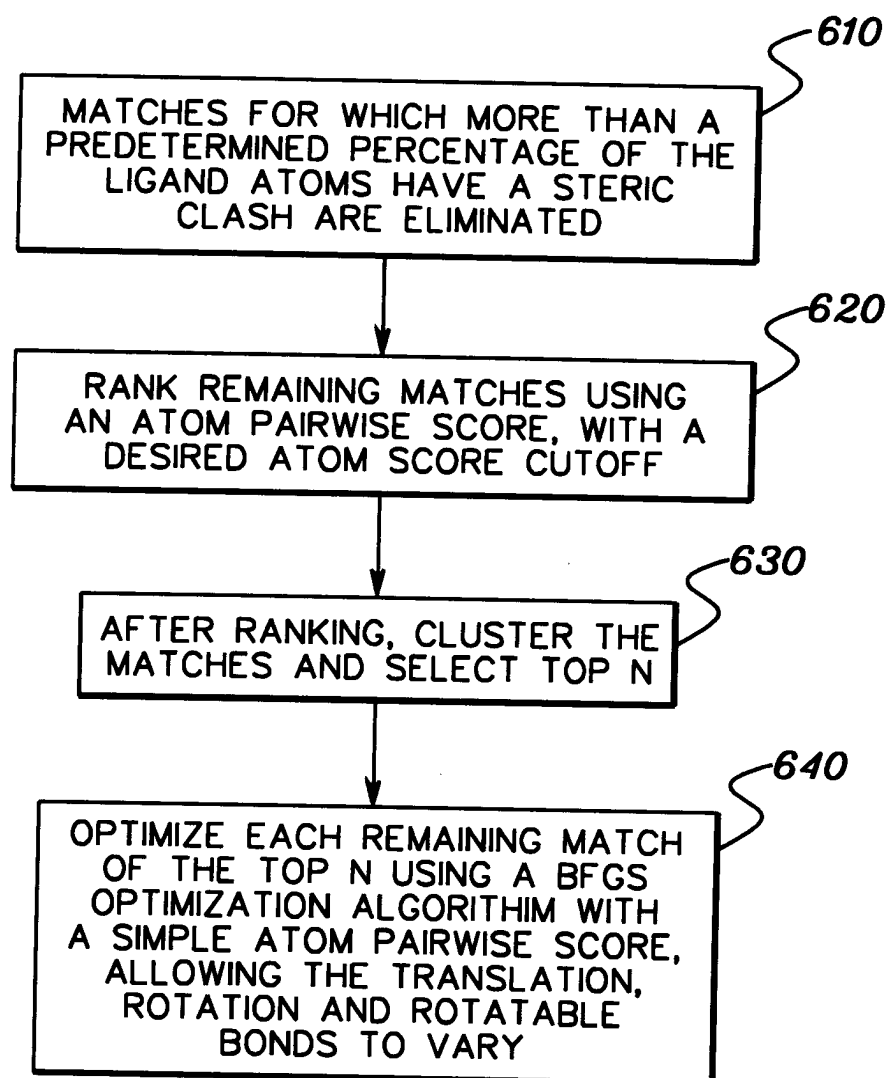 610
MATCHES FOR WHICH MORE THAN A
PREDETERMINED PERCENTAGE OF THE
LIGAND ATOMS HAVE A STERIC
CLASH ARE ELIMINATED
620
RANK REMAINING MATCHES USING
AN ATOM PAIRWISE SCORE, WITH A
DESIRED ATOM SCORE CUTOFF
630
AFTER RANKING, CLUSTER THE
MATCHES AND SELECT TOP N
640
OPTIMIZE EACH REMAINING MATCH
OF THE TOP N USING A BFGS
OPTIMIZATION ALGORITHIM WITH
A SIMPLE ATOM PAIRWISE SCORE,
ALLOWING THE TRANSLATION,
ROTATION AND ROTATABLE
BONDS TO VARY